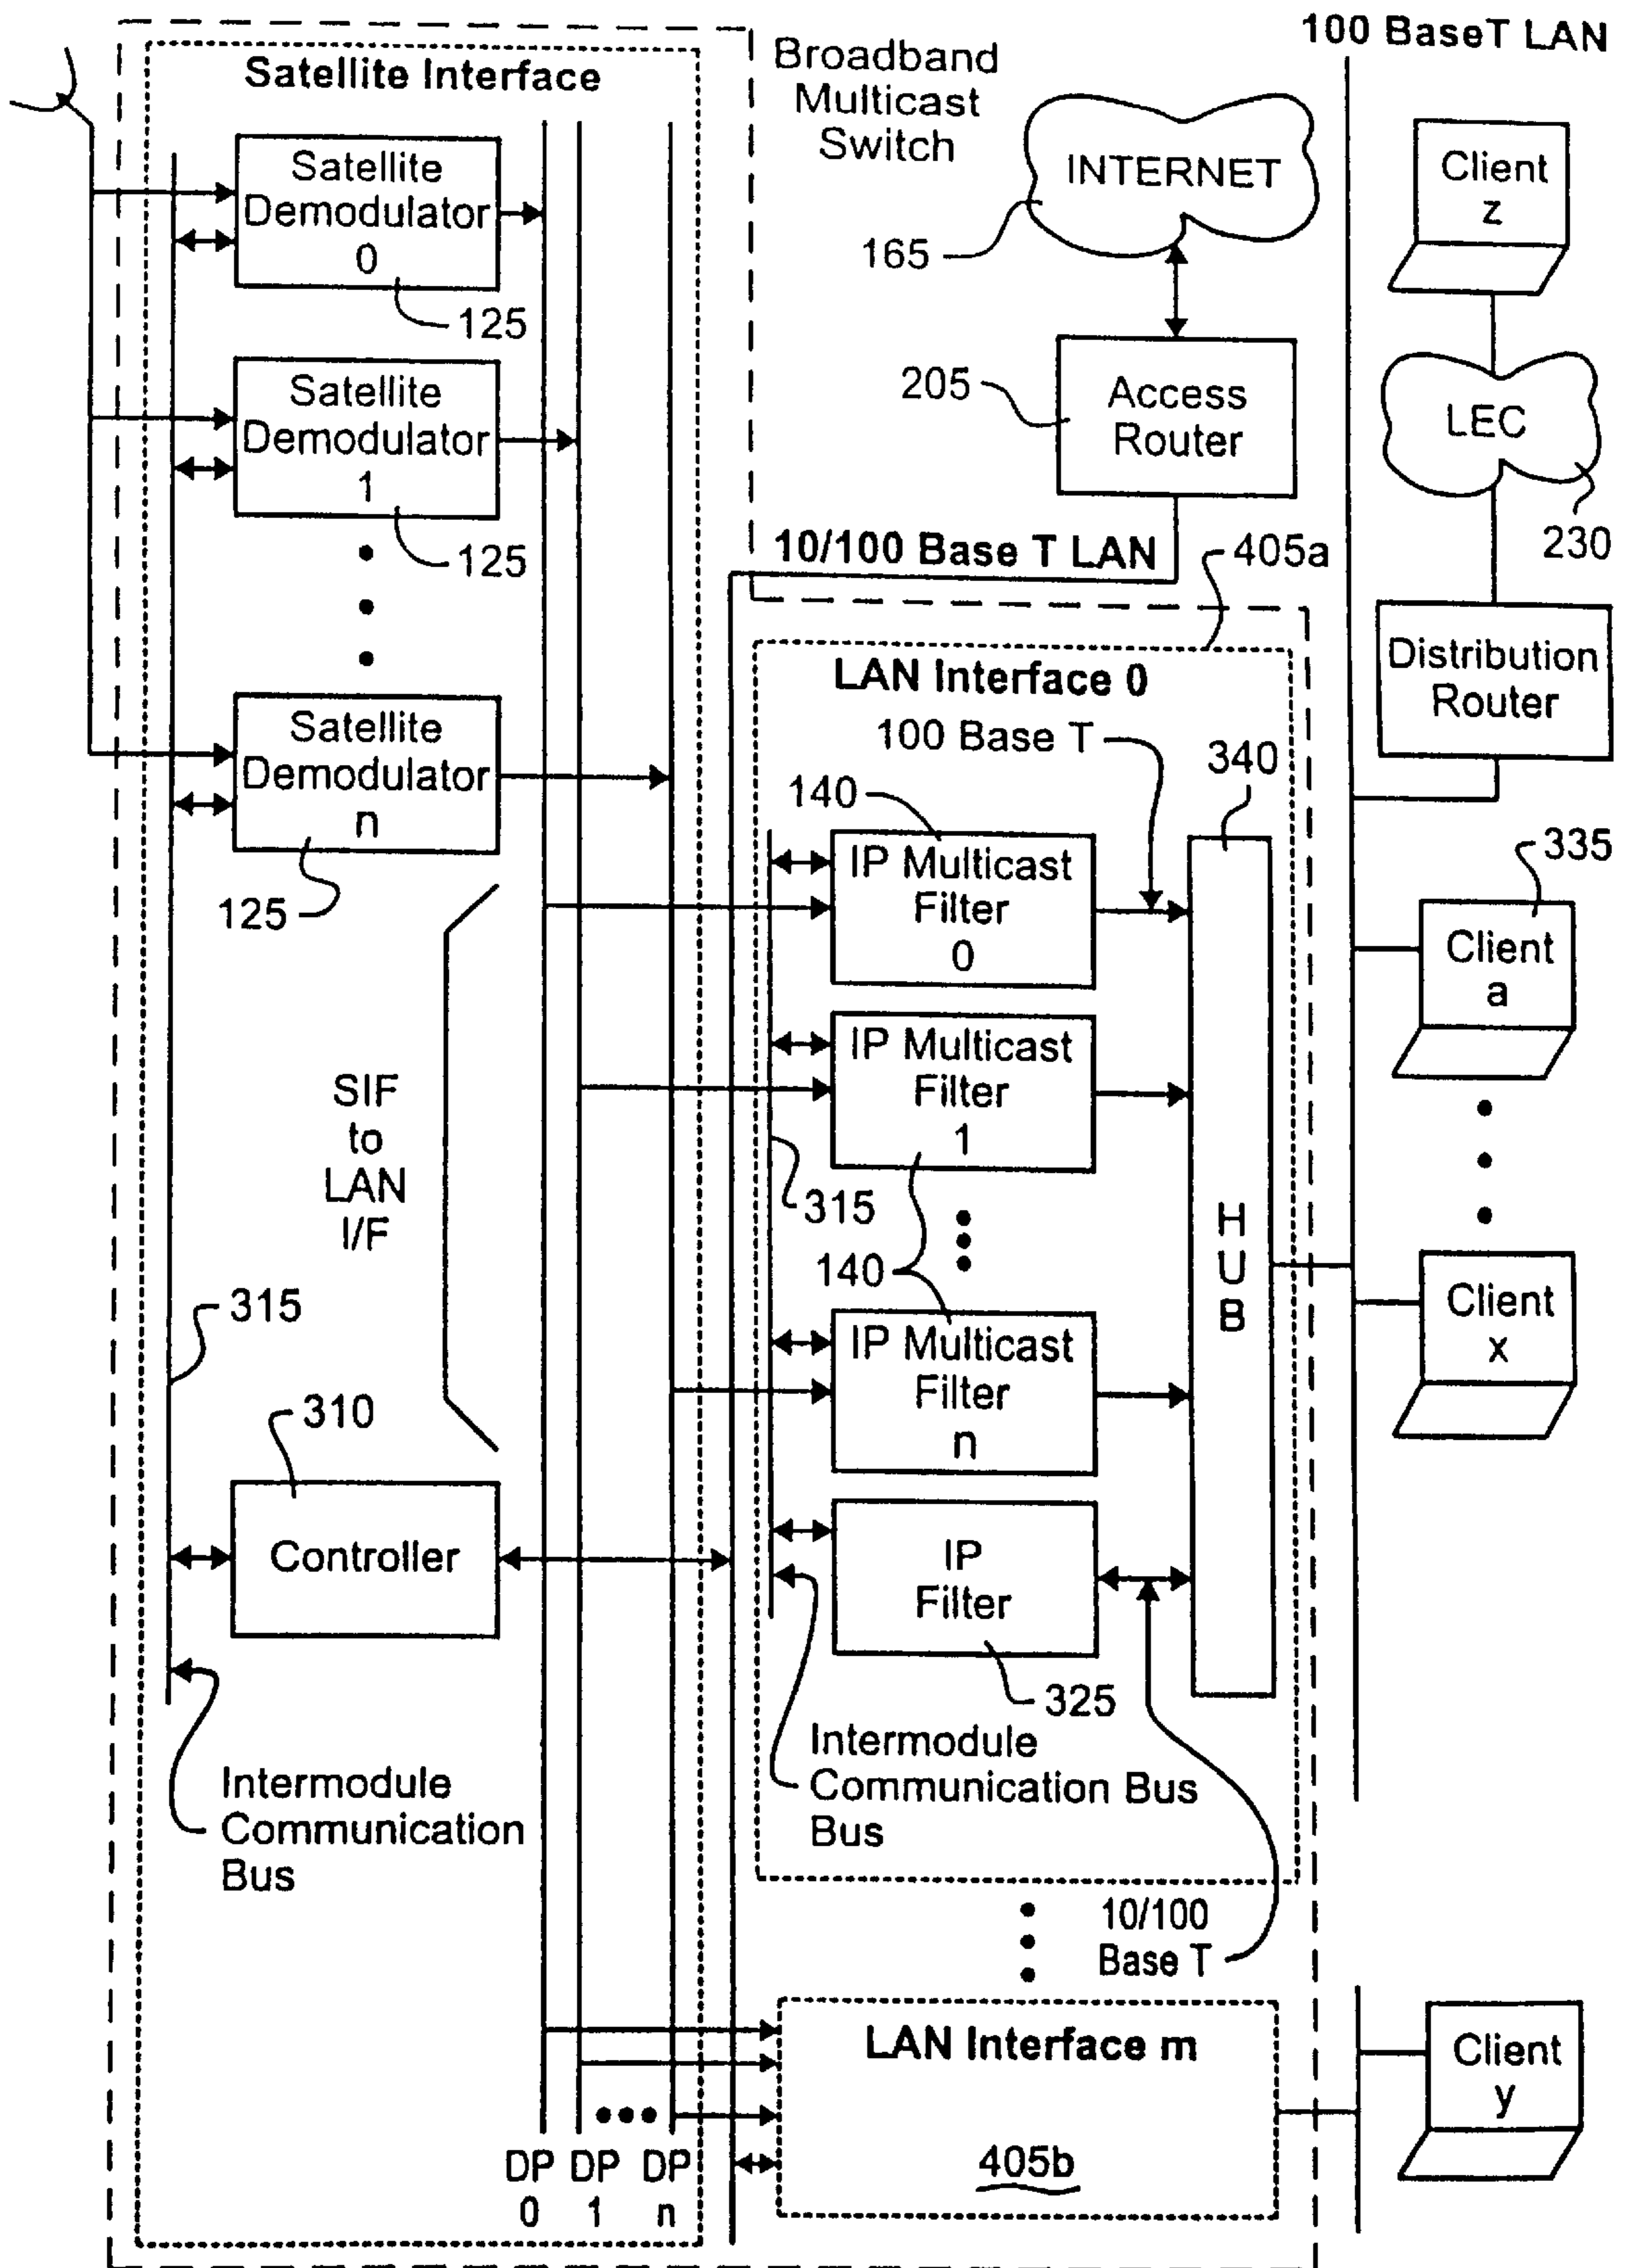 100 BaseT LAN
Satellite Interface
Broadband
Multicast
Switch
INTERNET
165
Client
z
Satellite
Demodulator
0
125
Satellite
Demodulator
1
125
Access
Router
205
LEC
230
10/100 Base T LAN
405a
Distribution
Router
Satellite
Demodulator
n
125
LAN Interface 0
100 Base T
340
140
IP Multicast
Filter
0
335
Client
a
IP Multicast
Filter
1
315
140
SIF
to
LAN
I/F
H
U
B
315
IP Multicast
Filter
n
Client
x
310
Controller
IP
Filter
325
Intermodule
Communication Bus
Bus
Intermodule
Communication
Bus
10/100
Base T
LAN Interface m
405b
Client
y
DP DP DP
0 1 n